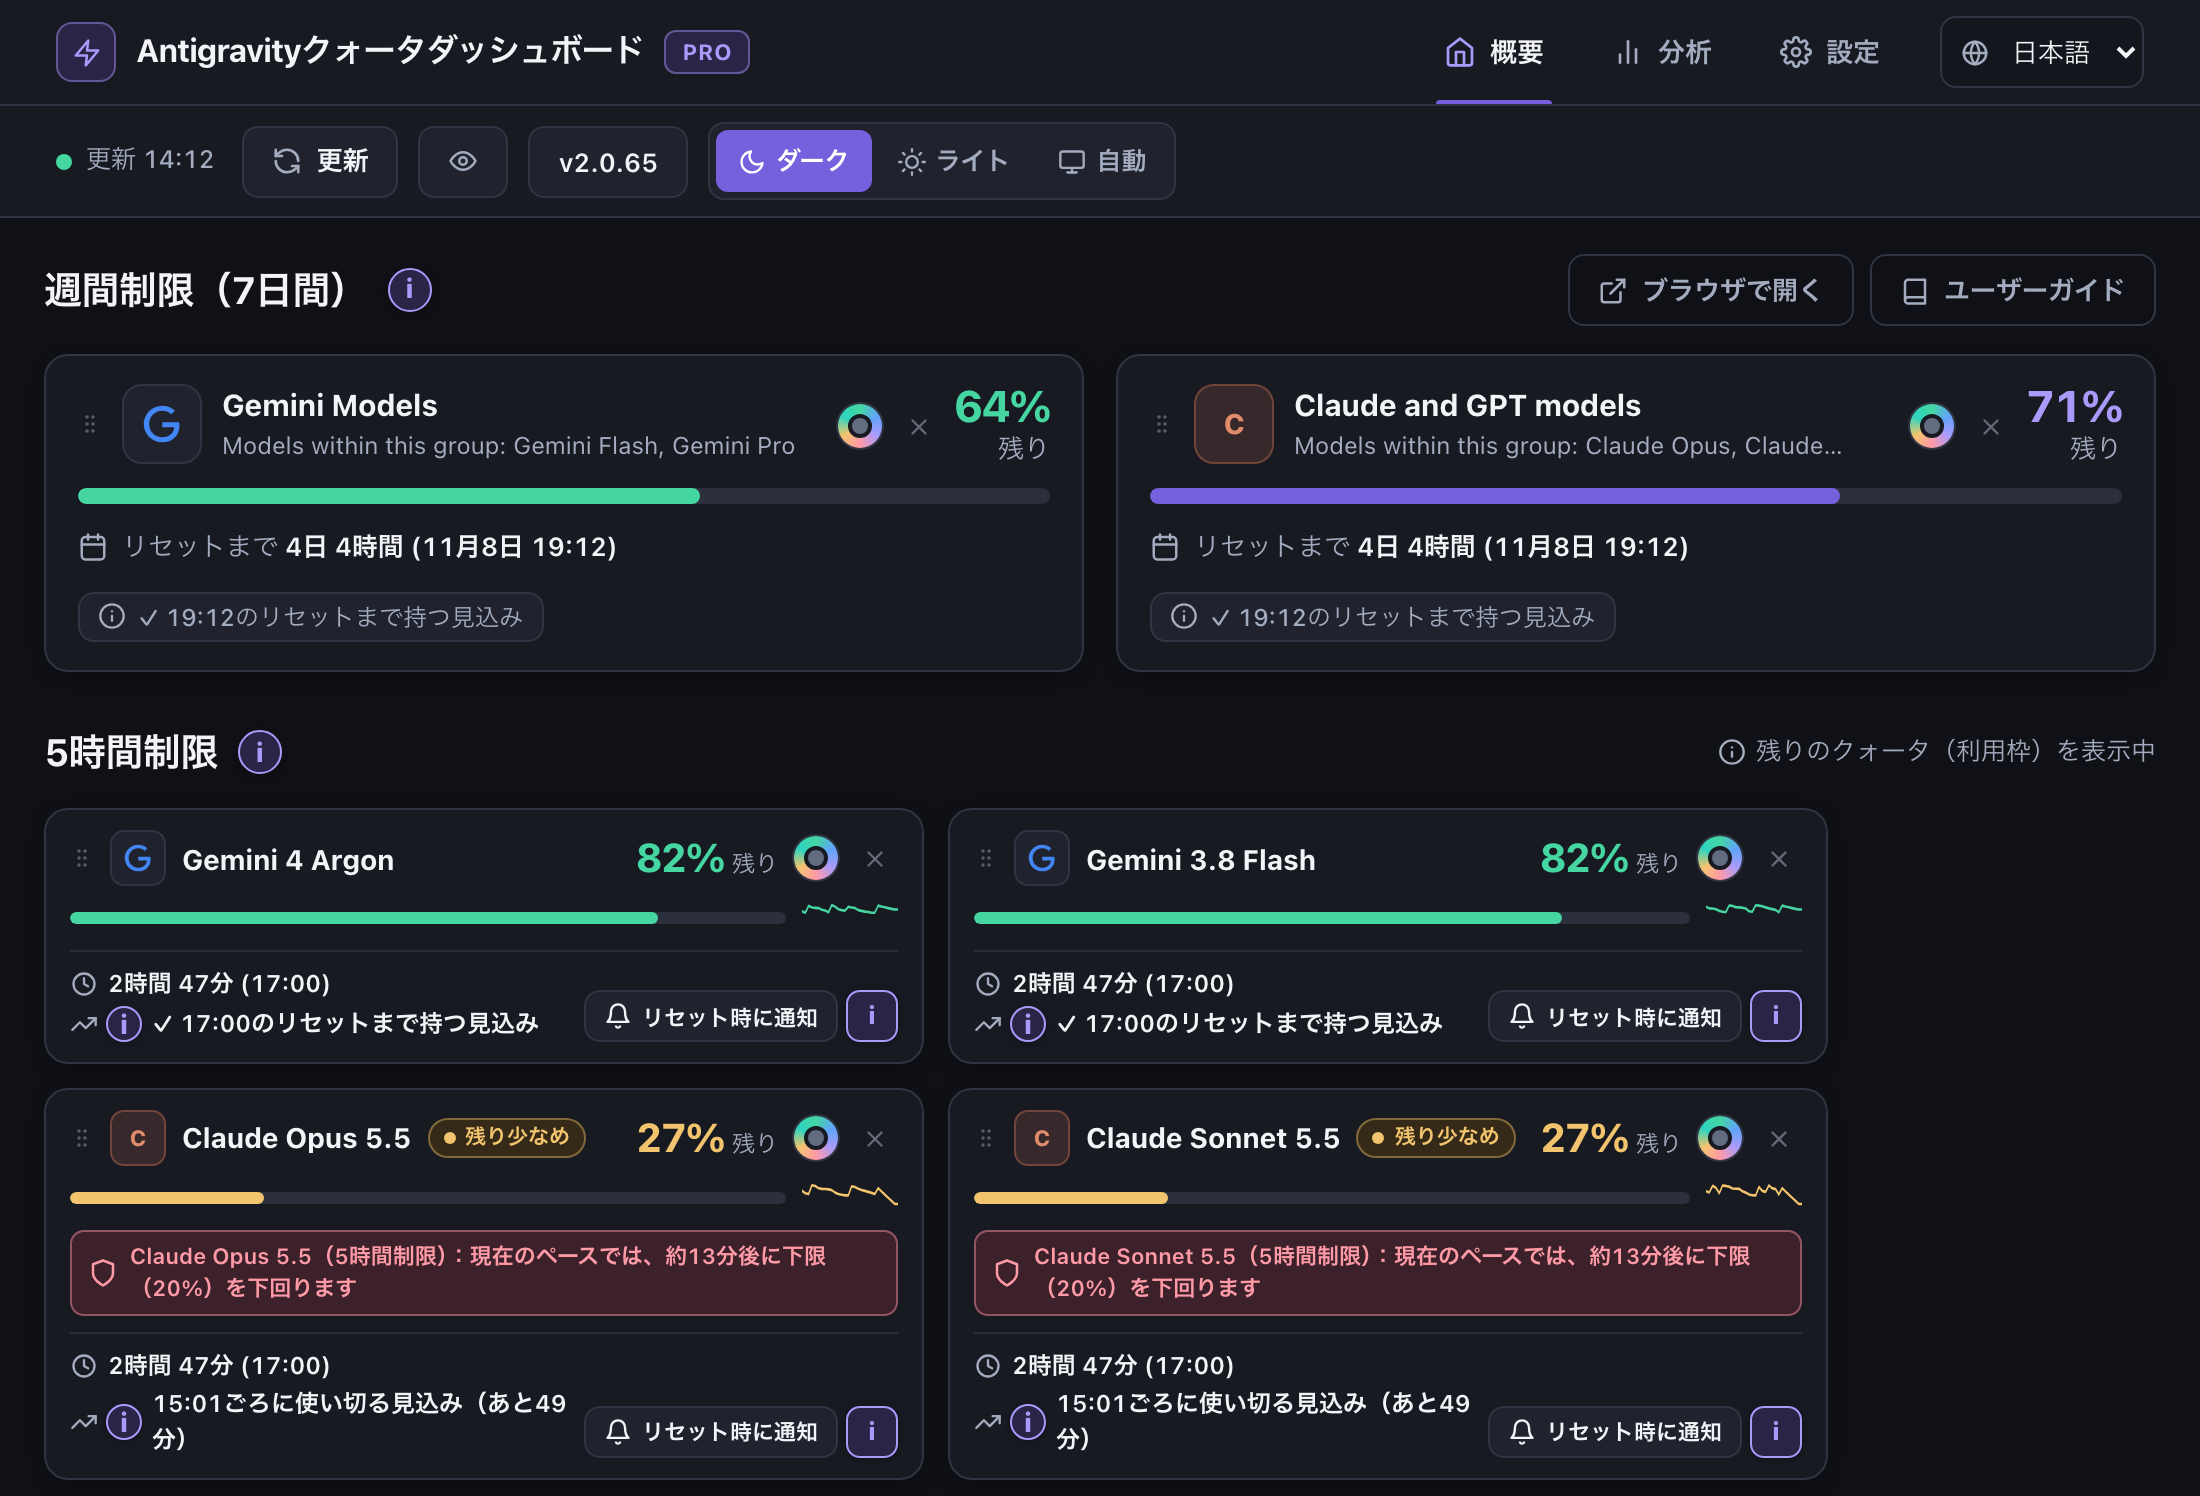 Antigravityクォータダッシュボード PRO
概要 分析 設定 日本語
更新 14:12 更新 v2.0.65 ダーク ライト 自動
週間制限（7日間） i ブラウザで開く ユーザーガイド
Gemini Models
Models within this group: Gemini Flash, Gemini Pro
64%
残り
リセットまで 4日 4時間 (11月8日 19:12)
✓ 19:12のリセットまで持つ見込み
C
Claude and GPT models
Models within this group: Claude Opus, Claude...
71%
残り
リセットまで 4日 4時間 (11月8日 19:12)
✓ 19:12のリセットまで持つ見込み
5時間制限 i 残りのクォータ（利用枠）を表示中
G Gemini 4 Argon 82% 残り
2時間 47分 (17:00)
i ✓ 17:00のリセットまで持つ見込み
リセット時に通知 i
G Gemini 3.8 Flash 82% 残り
2時間 47分 (17:00)
i ✓ 17:00のリセットまで持つ見込み
リセット時に通知 i
C Claude Opus 5.5 残り少なめ 27% 残り
Claude Opus 5.5（5時間制限）：現在のペースでは、約13分後に下限
（20%）を下回ります
2時間 47分 (17:00)
i 15:01ごろに使い切る見込み（あと49
分）
リセット時に通知 i
C Claude Sonnet 5.5 残り少なめ 27% 残り
Claude Sonnet 5.5（5時間制限）：現在のペースでは、約13分後に下限
（20%）を下回ります
2時間 47分 (17:00)
i 15:01ごろに使い切る見込み（あと49
分）
リセット時に通知 i